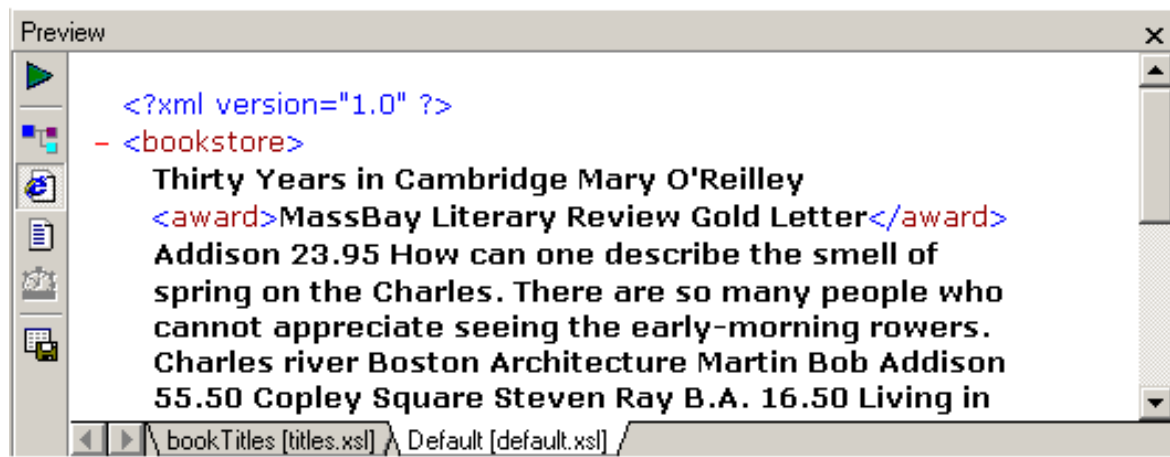 Preview
<?xml version="1.0" ?>
– <bookstore>
Thirty Years in Cambridge Mary O'Reilley
<award>MassBay Literary Review Gold Letter</award>
Addison 23.95 How can one describe the smell of
spring on the Charles. There are so many people who
cannot appreciate seeing the early-morning rowers.
Charles river Boston Architecture Martin Bob Addison
55.50 Copley Square Steven Ray B.A. 16.50 Living in
bookTitles [titles.xsl] Default [default.xsl]